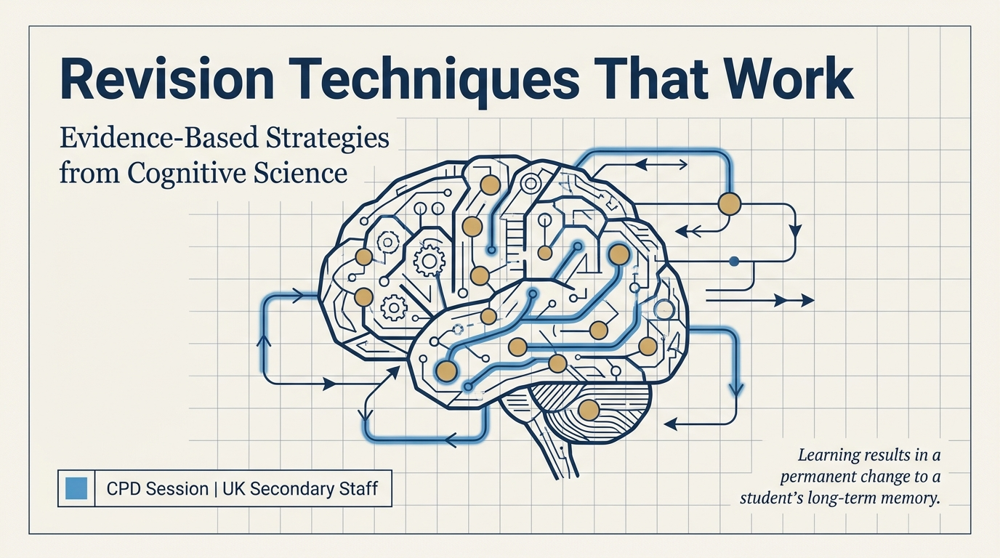 Revision Techniques That Work
Evidence-Based Strategies
from Cognitive Science
CPD Session | UK Secondary Staff
Learning results in a
permanent change to a
student’s long-term memory.